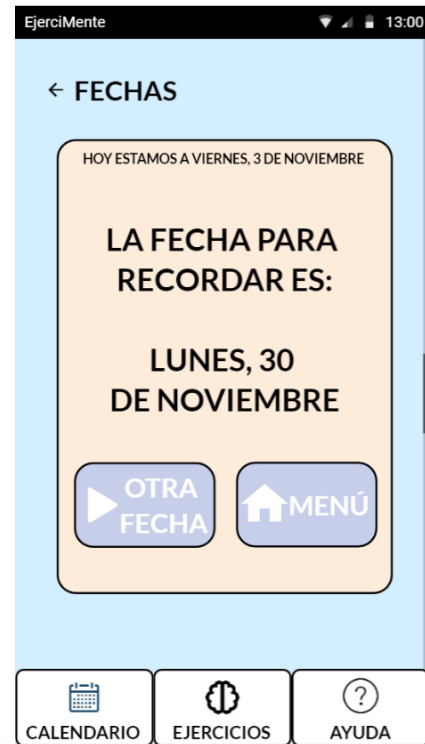 EjerciMente 13:00
← FECHAS
HOY ESTAMOS A VIERNES, 3 DE NOVIEMBRE
LA FECHA PARA
RECORDAR ES:
LUNES, 30
DE NOVIEMBRE
OTRA
FECHA
MENÚ
CALENDARIO
EJERCICIOS
?
AYUDA